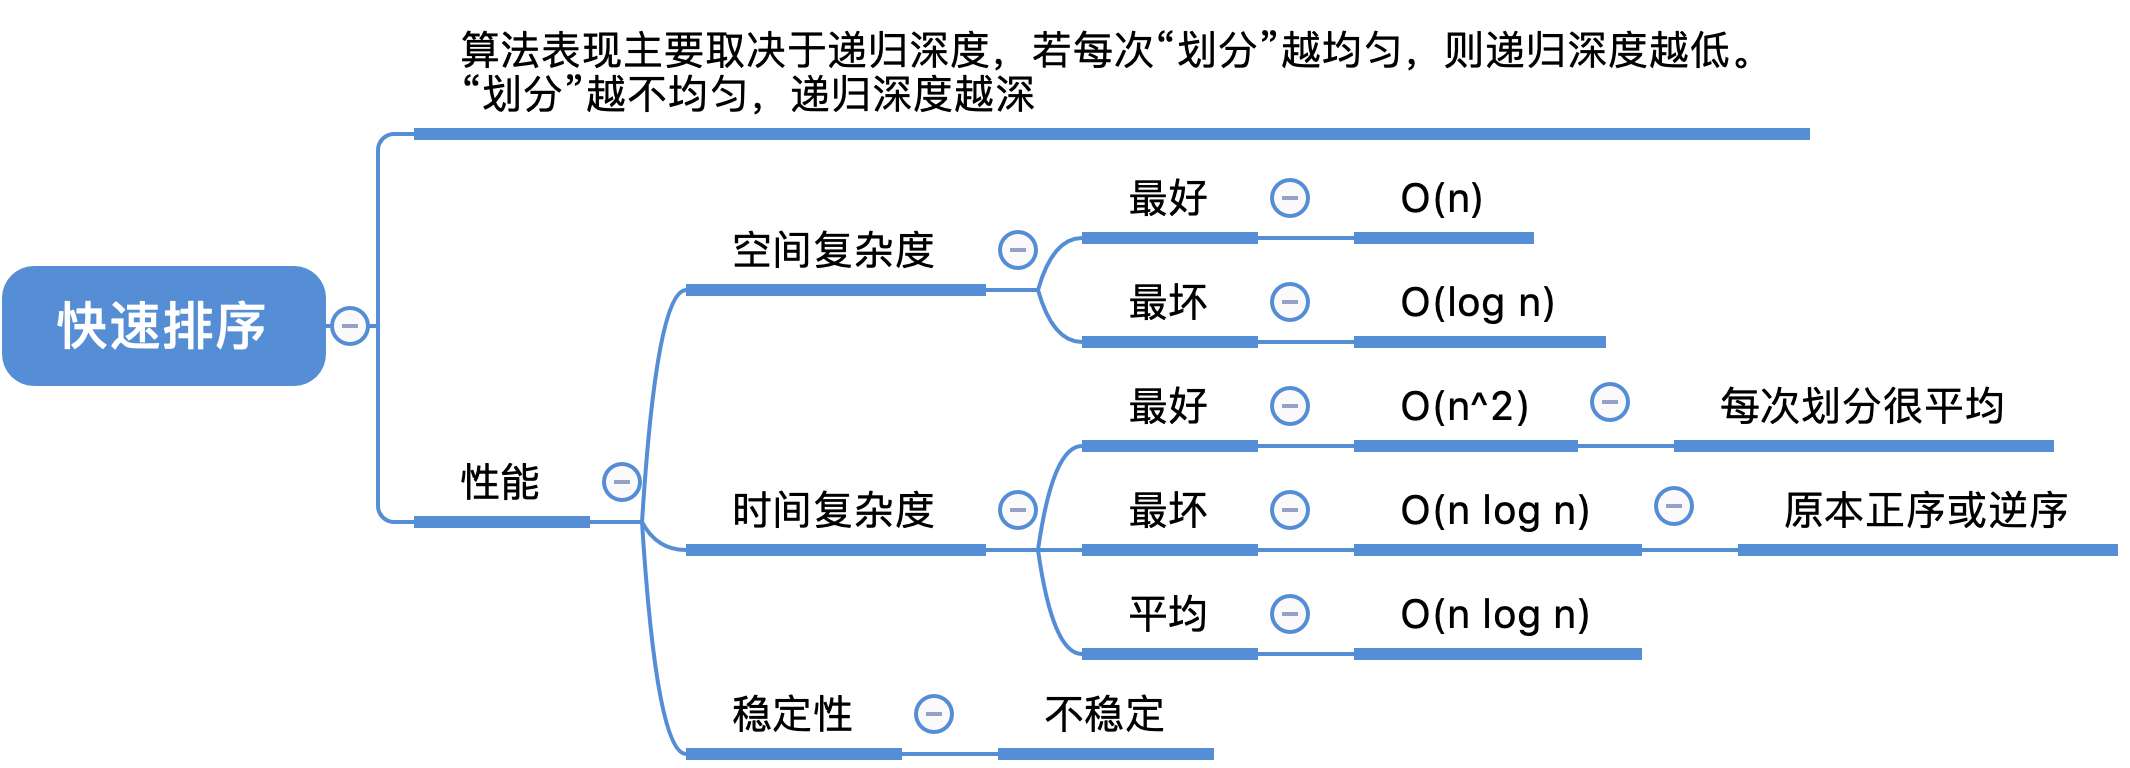 算法表现主要取决于递归深度，若每次“划分”越均匀，则递归深度越低。
“划分”越不均匀，递归深度越深
快速排序
性能
空间复杂度
最好
O(n)
最坏
O(log n)
时间复杂度
最好
O(n^2)
每次划分很平均
最坏
O(n log n)
原本正序或逆序
平均
O(n log n)
稳定性
不稳定